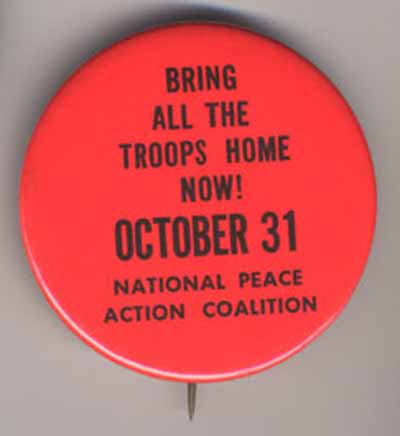 BRING
ALL THE
TROOPS HOME
NOW!
OCTOBER 31
NATIONAL PEACE
ACTION COALITION